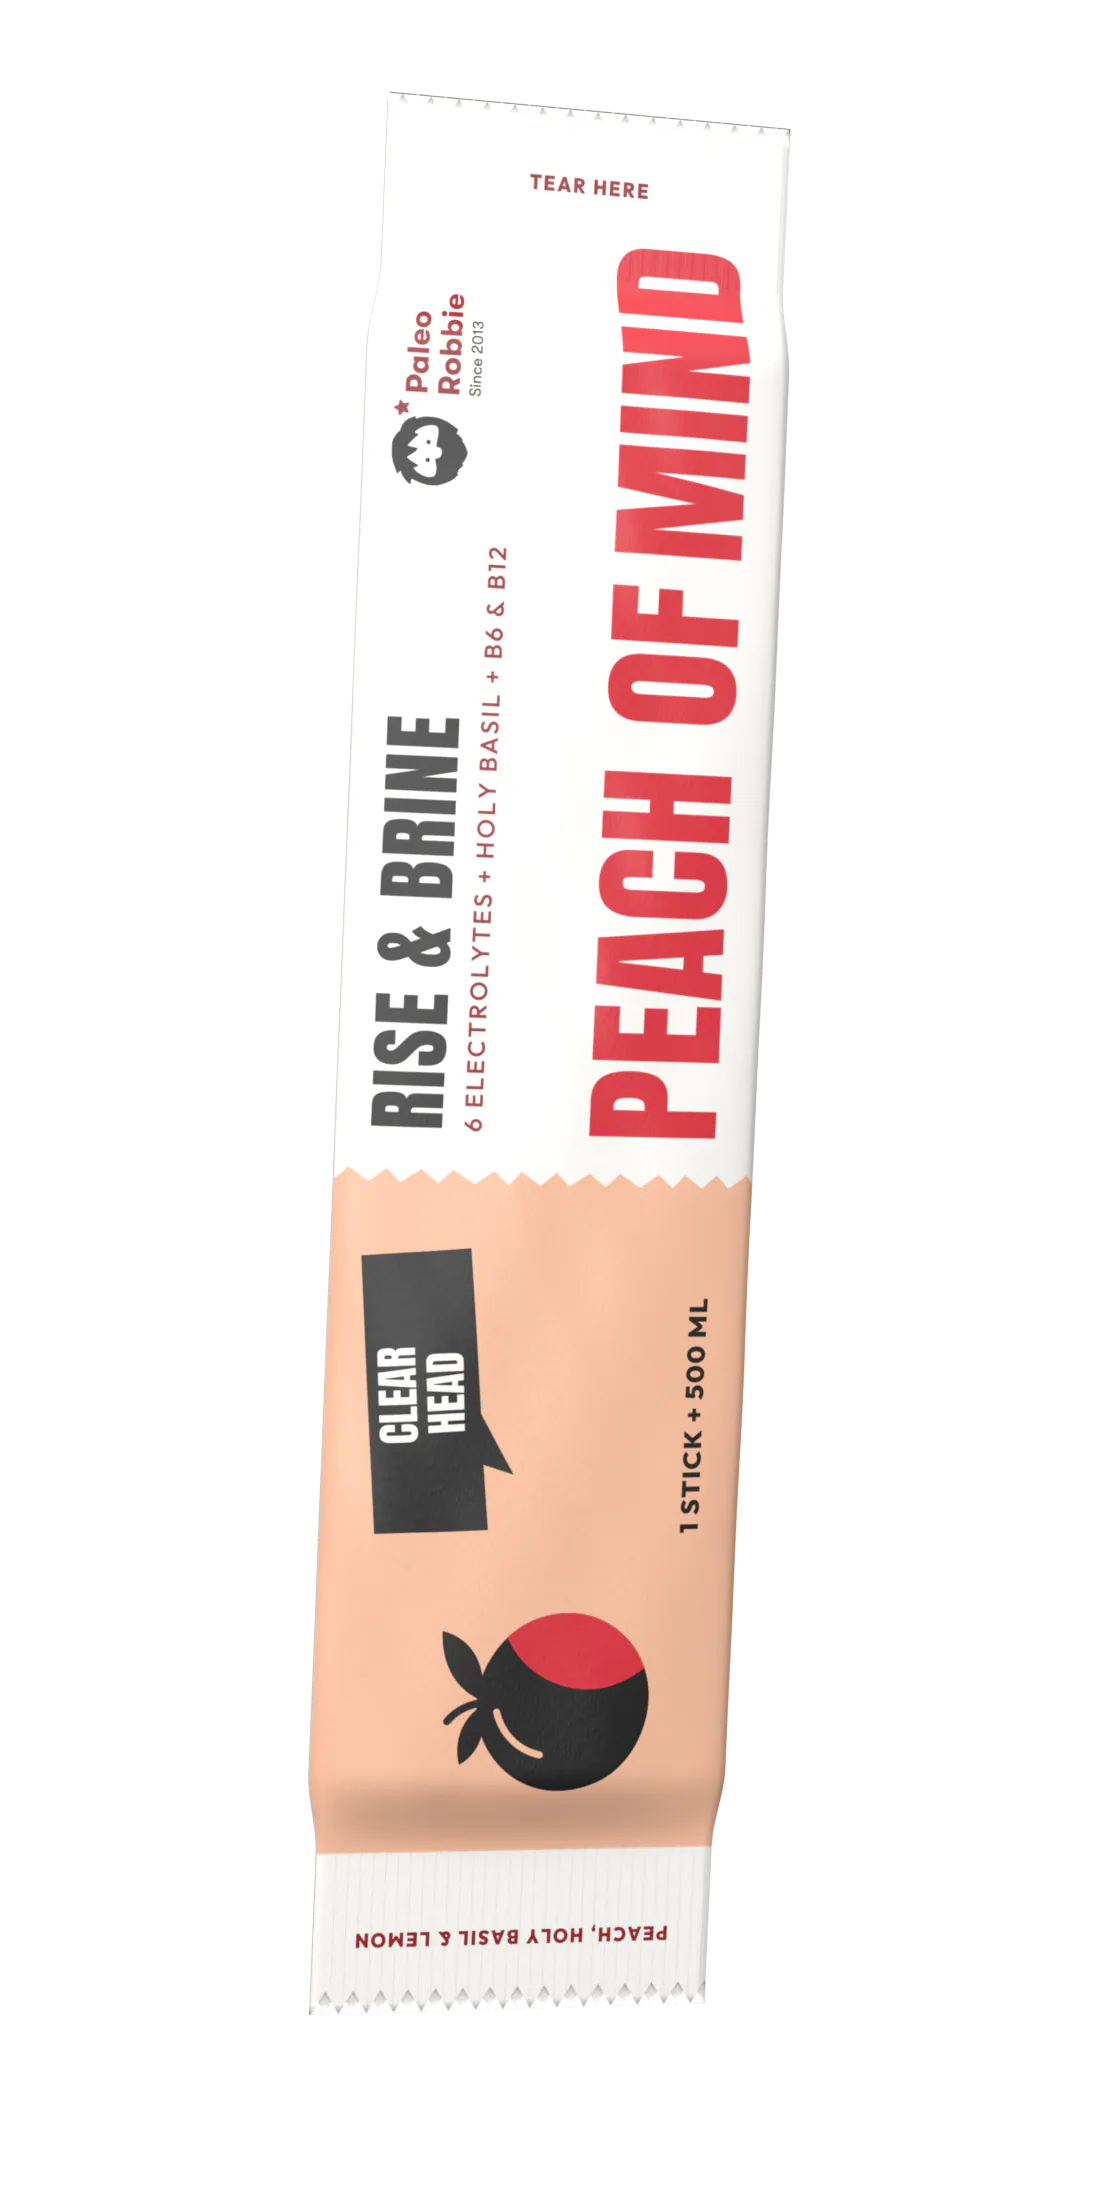 TEAR HERE
Paleo
Robbie
Since 2013
RISE & BRINE
6 ELECTROLYTES + HOLY BASIL + B6 & B12
PEACH OF MIND
CLEAR
HEAD
1 STICK + 500 ML
PEACH, HOLY BASIL & LEMON